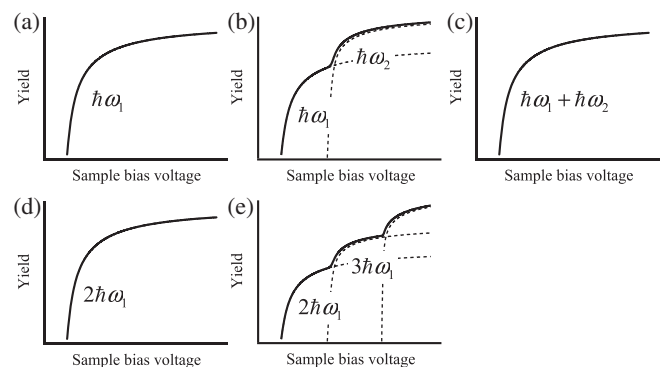 (a)
Yield
ħω₁
Sample bias voltage
(b)
Yield
ħω₁
ħω₂
Sample bias voltage
(c)
Yield
ħω₁ + ħω₂
Sample bias voltage
(d)
Yield
2ħω₁
Sample bias voltage
(e)
Yield
2ħω₁
3ħω₁
Sample bias voltage